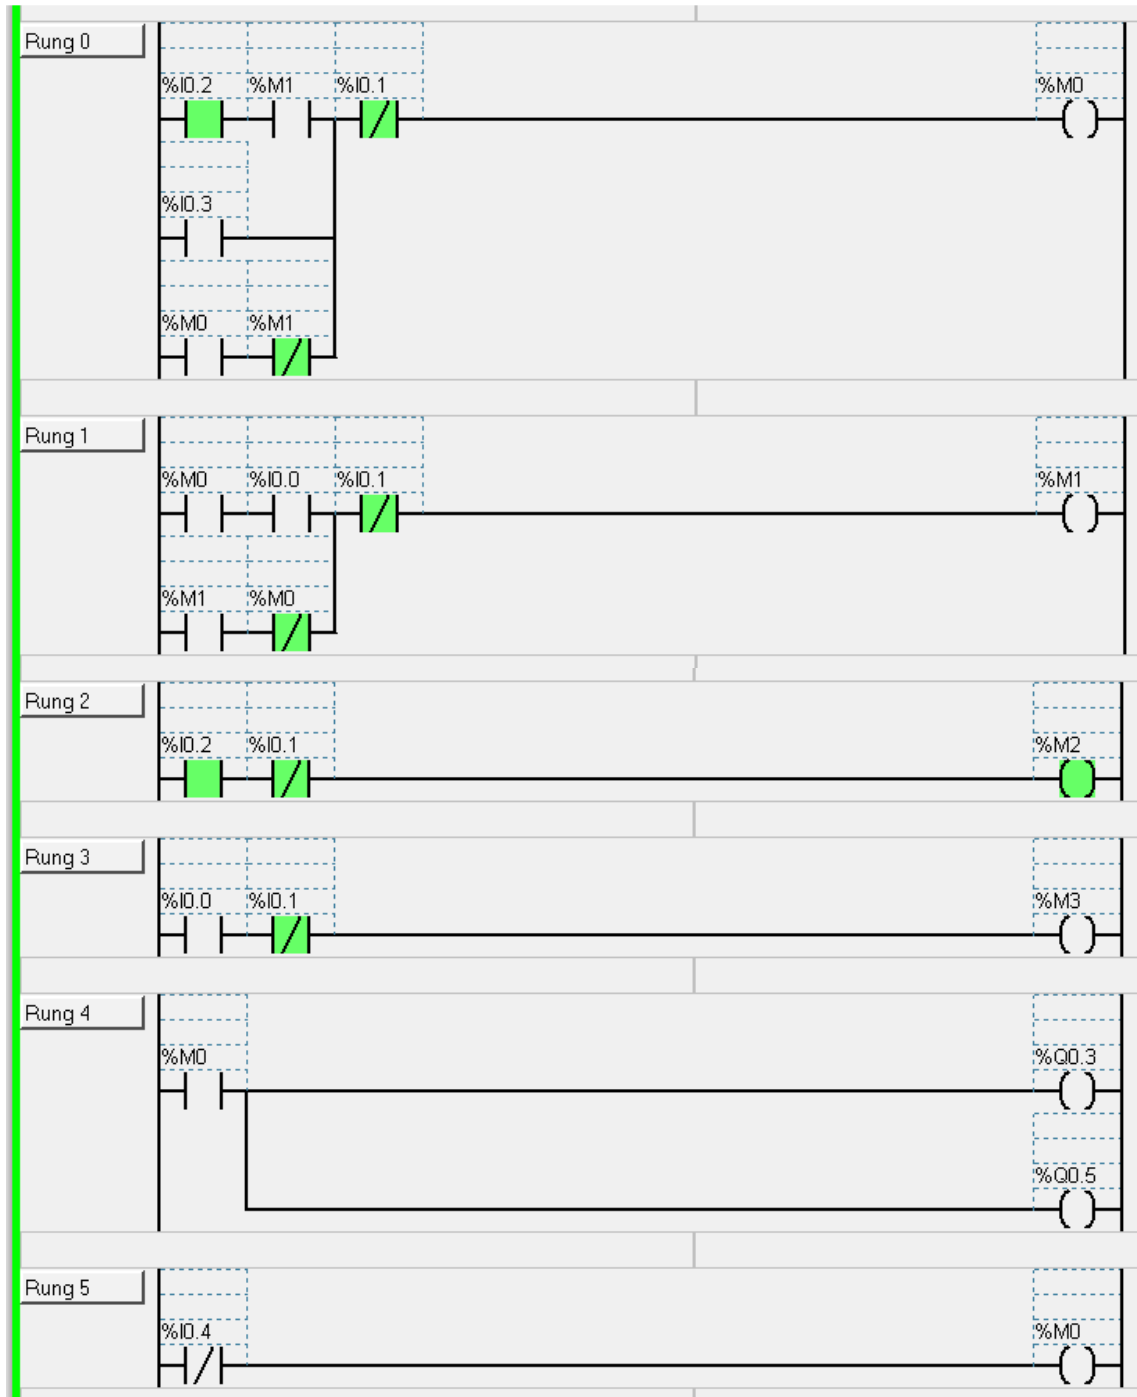 Rung 0
%I0.2 %M1 %I0.1 %M0
%I0.3
%M0 %M1
Rung 1
%M0 %I0.0 %I0.1 %M1
%M1 %M0
Rung 2
%I0.2 %I0.1 %M2
Rung 3
%I0.0 %I0.1 %M3
Rung 4
%M0 %Q0.3
%Q0.5
Rung 5
%I0.4 %M0